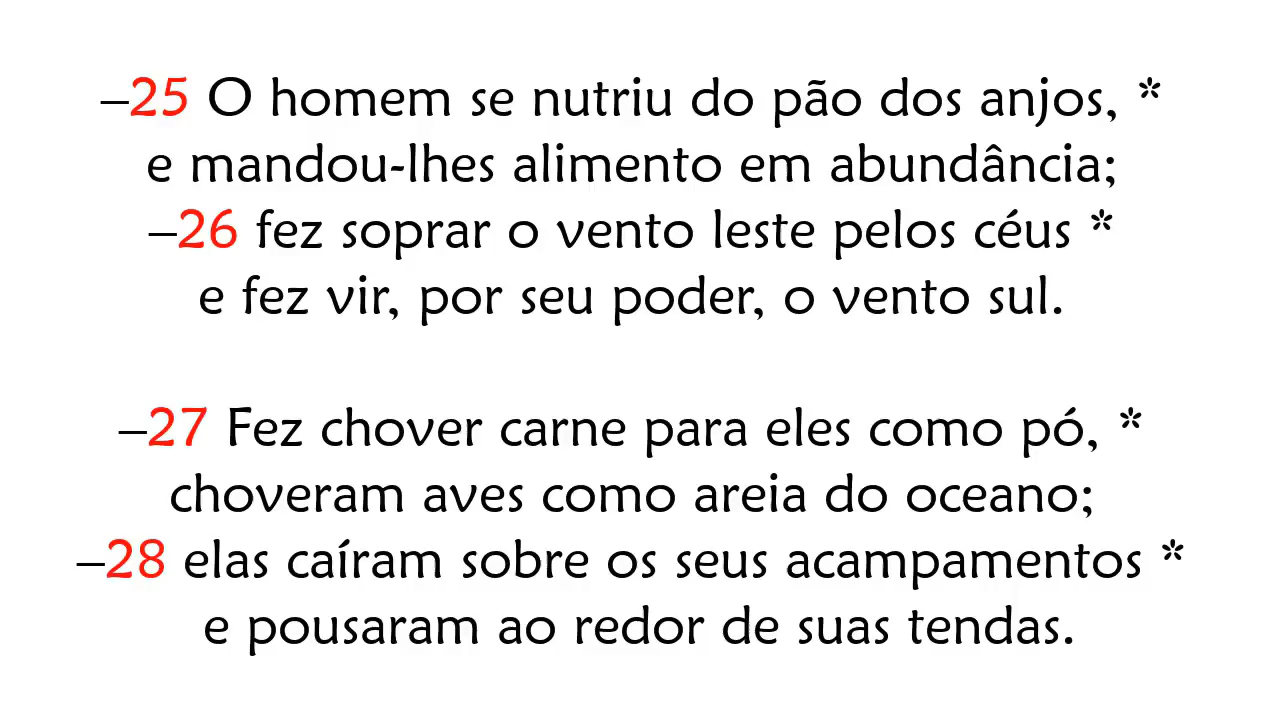 –25 O homem se nutriu do pão dos anjos, *
e mandou-lhes alimento em abundância;
–26 fez soprar o vento leste pelos céus *
e fez vir, por seu poder, o vento sul.
–27 Fez chover carne para eles como pó, *
choveram aves como areia do oceano;
–28 elas caíram sobre os seus acampamentos *
e pousaram ao redor de suas tendas.